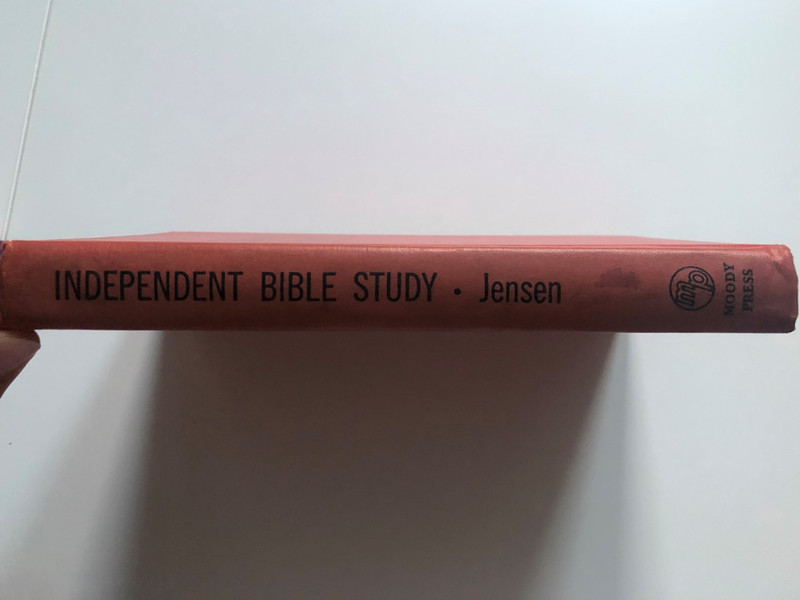 INDEPENDENT BIBLE STUDY · Jensen
MOODY
PRESS